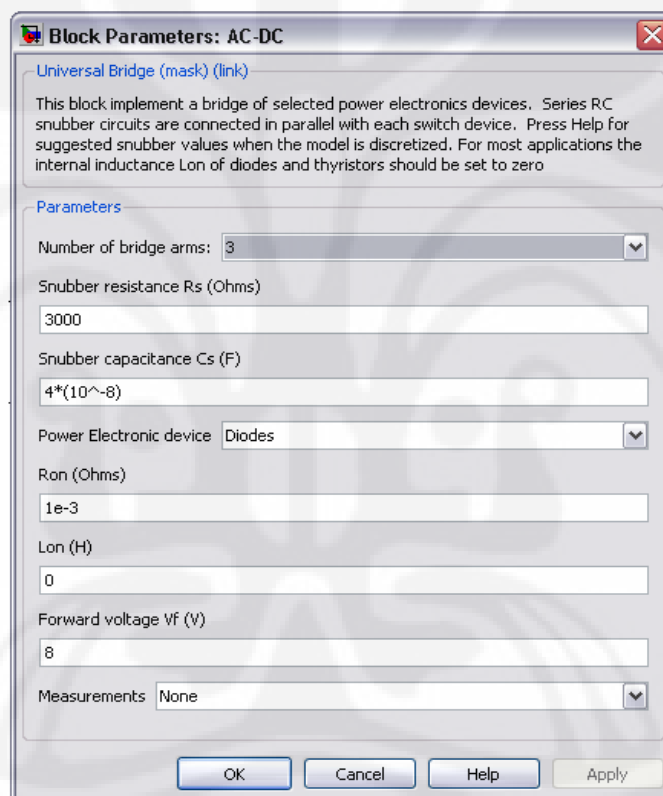 Block Parameters: AC-DC
Universal Bridge (mask) (link)
This block implement a bridge of selected power electronics devices. Series RC
snubber circuits are connected in parallel with each switch device. Press Help for
suggested snubber values when the model is discretized. For most applications the
internal inductance Lon of diodes and thyristors should be set to zero
Parameters
Number of bridge arms: 3
Snubber resistance Rs (Ohms)
3000
Snubber capacitance Cs (F)
4*(10^-8)
Power Electronic device Diodes
Ron (Ohms)
1e-3
Lon (H)
0
Forward voltage Vf (V)
8
Measurements None
OK Cancel Help Apply